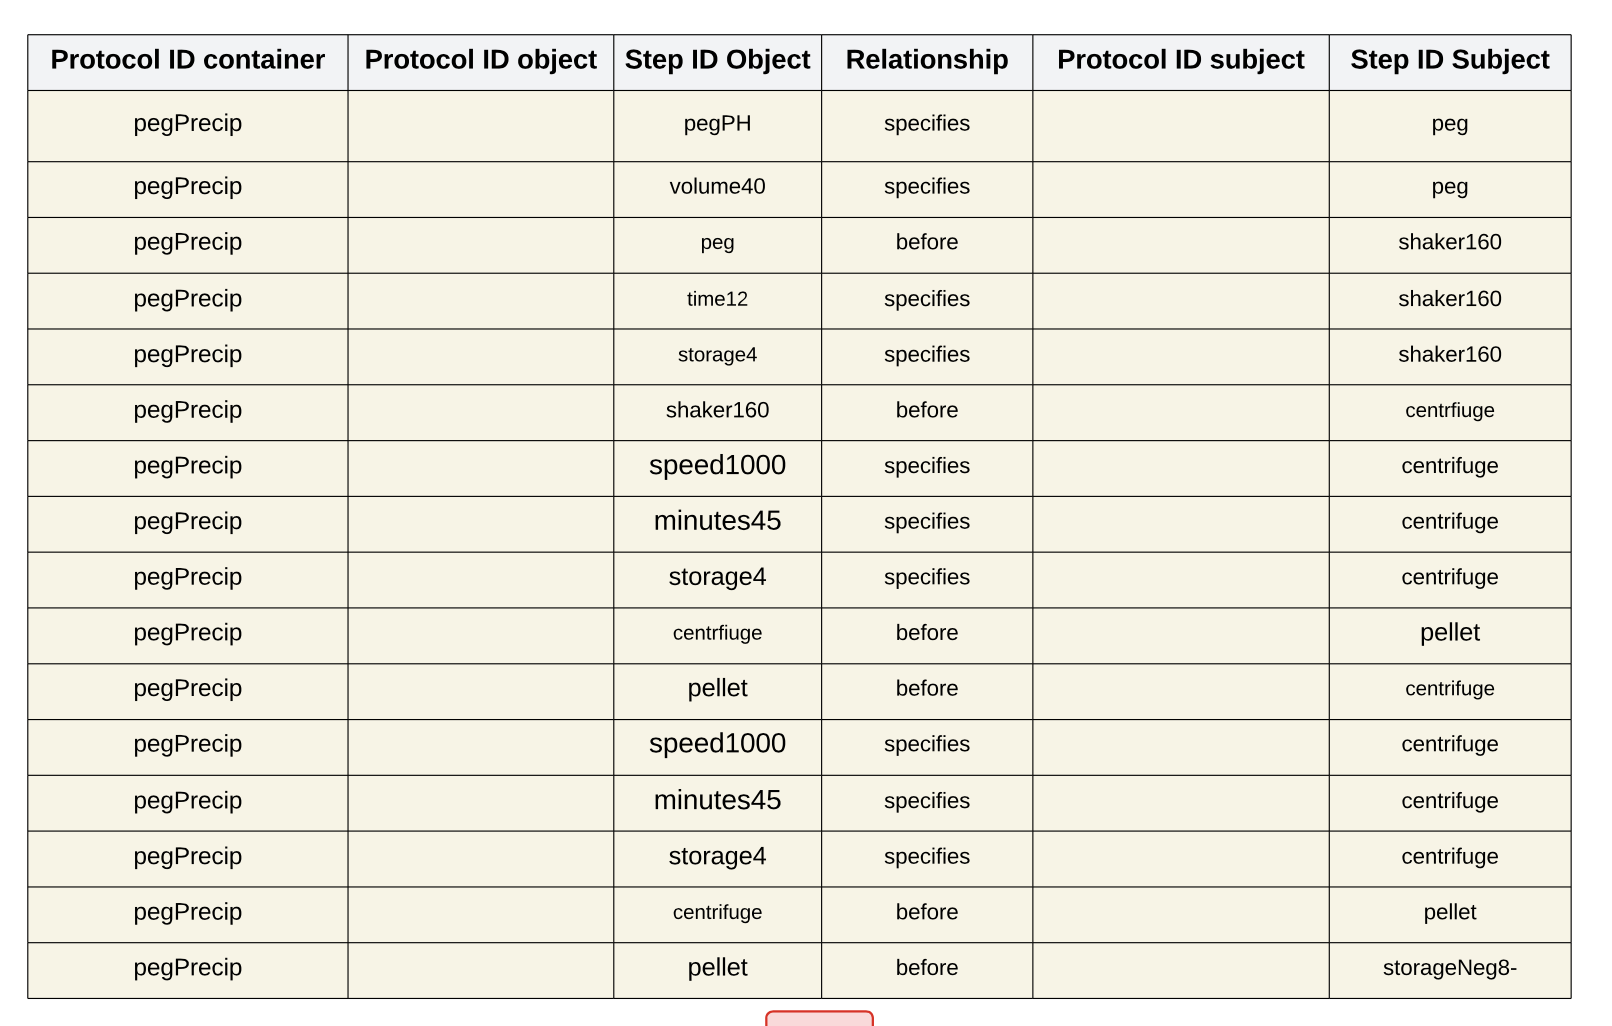 Protocol ID container Protocol ID object Step ID Object Relationship Protocol ID subject Step ID Subject
pegPrecip pegPH specifies peg
pegPrecip volume40 specifies peg
pegPrecip peg before shaker160
pegPrecip time12 specifies shaker160
pegPrecip storage4 specifies shaker160
pegPrecip shaker160 before centrfiuge
pegPrecip speed1000 specifies centrifuge
pegPrecip minutes45 specifies centrifuge
pegPrecip storage4 specifies centrifuge
pegPrecip centrfiuge before pellet
pegPrecip pellet before centrifuge
pegPrecip speed1000 specifies centrifuge
pegPrecip minutes45 specifies centrifuge
pegPrecip storage4 specifies centrifuge
pegPrecip centrifuge before pellet
pegPrecip pellet before storageNeg8-